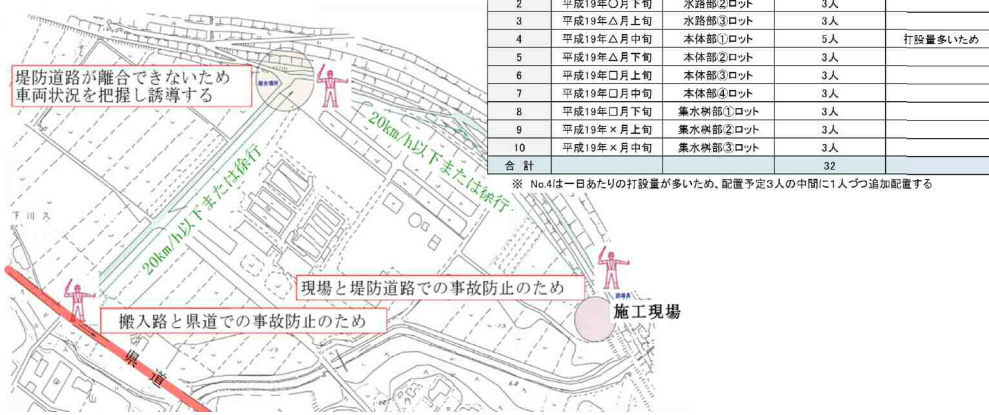 2 平成19年○月下旬 水路部②ロット 3人
3 平成19年△月上旬 水路部③ロット 3人
4 平成19年△月中旬 本体部①ロット 5人 打設量多いため
5 平成19年△月下旬 本体部②ロット 3人
6 平成19年□月上旬 本体部③ロット 3人
7 平成19年□月中旬 本体部④ロット 3人
8 平成19年□月下旬 集水桝部①ロット 3人
9 平成19年×月上旬 集水桝部②ロット 3人
10 平成19年×月中旬 集水桝部③ロット 3人
合 計 32
※ No.4は一日あたりの打設量が多いため、配置予定3人の中間に1人づつ追加配置する
堤防道路が離合できないため
車両状況を把握し誘導する
離合場所
20km/h以下または徐行
20km/h以下または徐行
下川久
現場と堤防道路での事故防止のため
誘導員
施工現場
搬入路と県道での事故防止のため
県道